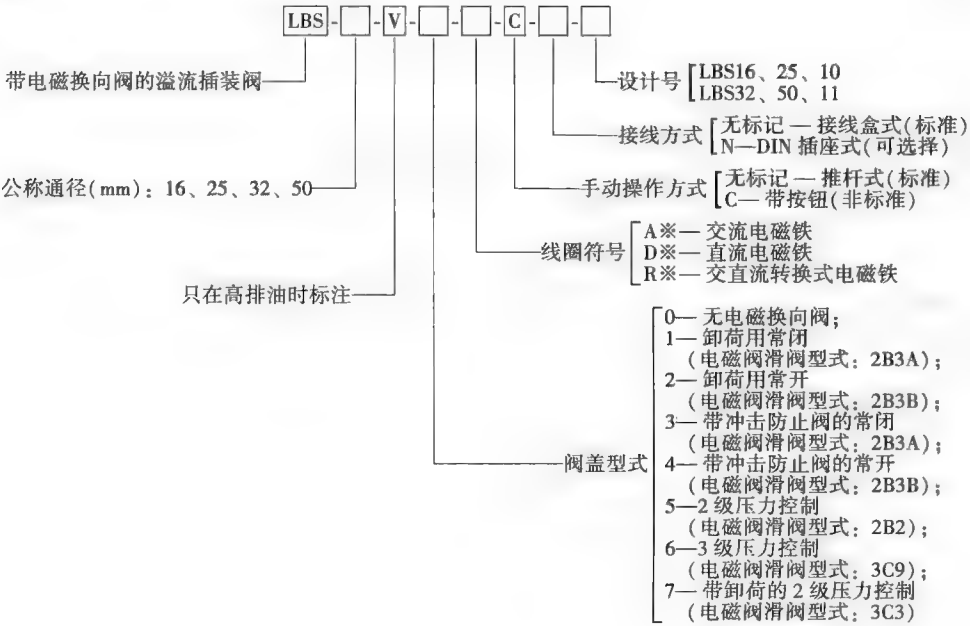 LBS - □ - V - □ - □ - C - □ - □
带电磁换向阀的溢流插装阀
设计号
LBS16、25、10
LBS32、50、11
接线方式
无标记 — 接线盒式(标准)
N—DIN 插座式(可选择)
公称通径(mm)：16、25、32、50
手动操作方式
无标记 — 推杆式(标准)
C— 带按钮(非标准)
线圈符号
A※— 交流电磁铁
D※— 直流电磁铁
R※— 交直流转换式电磁铁
只在高排油时标注
阀盖型式
0— 无电磁换向阀；
1— 卸荷用常闭
(电磁阀滑阀型式：2B3A)；
2— 卸荷用常开
(电磁阀滑阀型式：2B3B)；
3— 带冲击防止阀的常闭
(电磁阀滑阀型式：2B3A)；
4— 带冲击防止阀的常开
(电磁阀滑阀型式：2B3B)；
5—2 级压力控制
(电磁阀滑阀型式：2B2)；
6—3 级压力控制
(电磁阀滑阀型式：3C9)；
7— 带卸荷的 2 级压力控制
(电磁阀滑阀型式：3C3)